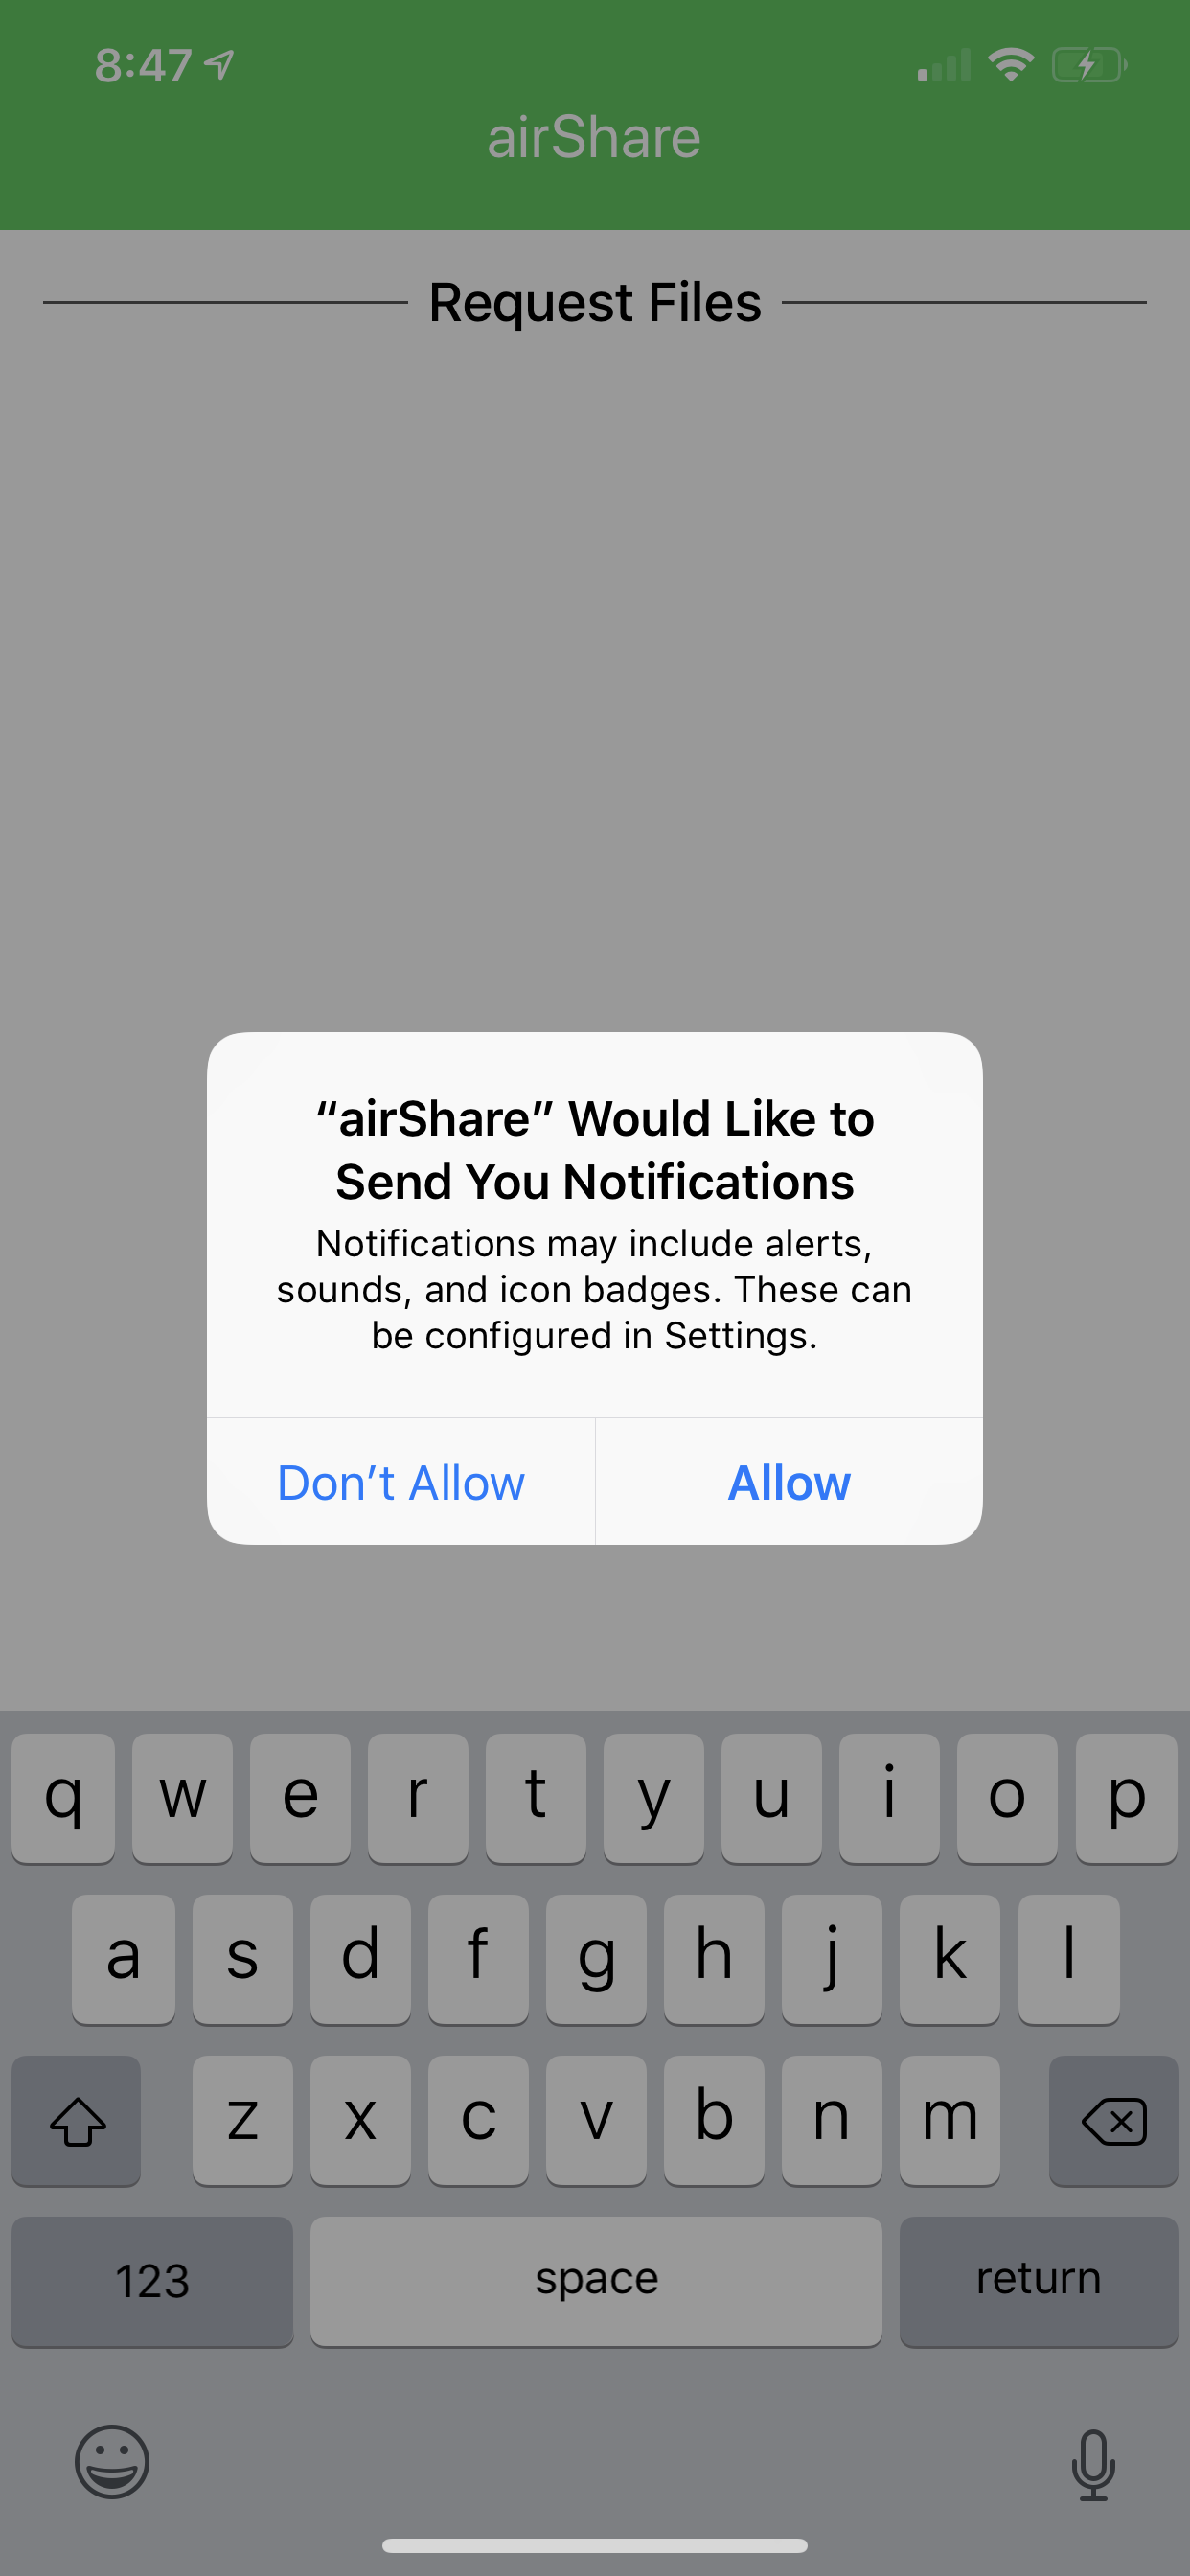 8:47
airShare
Request Files
“airShare” Would Like to
Send You Notifications
Notifications may include alerts,
sounds, and icon badges. These can
be configured in Settings.
Don’t Allow
Allow
q w e r t y u i o p
a s d f g h j k l
z x c v b n m
123 space return